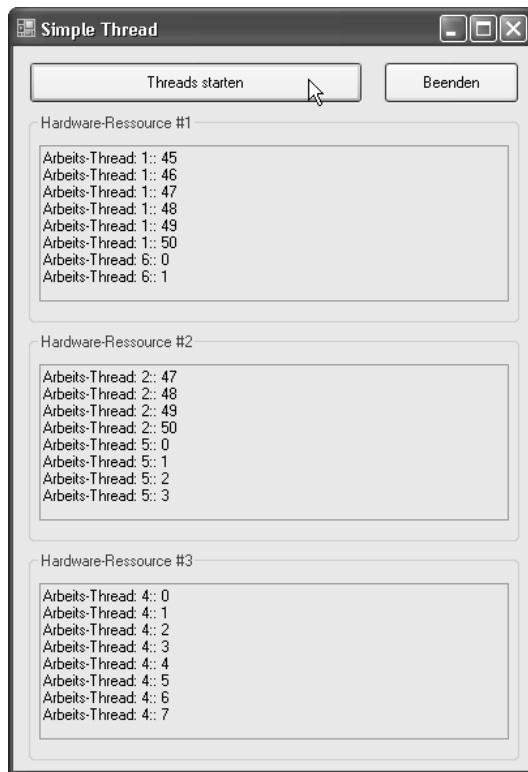 Simple Thread
Threads starten Beenden
Hardware-Ressource #1
Arbeits-Thread: 1:: 45
Arbeits-Thread: 1:: 46
Arbeits-Thread: 1:: 47
Arbeits-Thread: 1:: 48
Arbeits-Thread: 1:: 49
Arbeits-Thread: 1:: 50
Arbeits-Thread: 6:: 0
Arbeits-Thread: 6:: 1
Hardware-Ressource #2
Arbeits-Thread: 2:: 47
Arbeits-Thread: 2:: 48
Arbeits-Thread: 2:: 49
Arbeits-Thread: 2:: 50
Arbeits-Thread: 5:: 0
Arbeits-Thread: 5:: 1
Arbeits-Thread: 5:: 2
Arbeits-Thread: 5:: 3
Hardware-Ressource #3
Arbeits-Thread: 4:: 0
Arbeits-Thread: 4:: 1
Arbeits-Thread: 4:: 2
Arbeits-Thread: 4:: 3
Arbeits-Thread: 4:: 4
Arbeits-Thread: 4:: 5
Arbeits-Thread: 4:: 6
Arbeits-Thread: 4:: 7